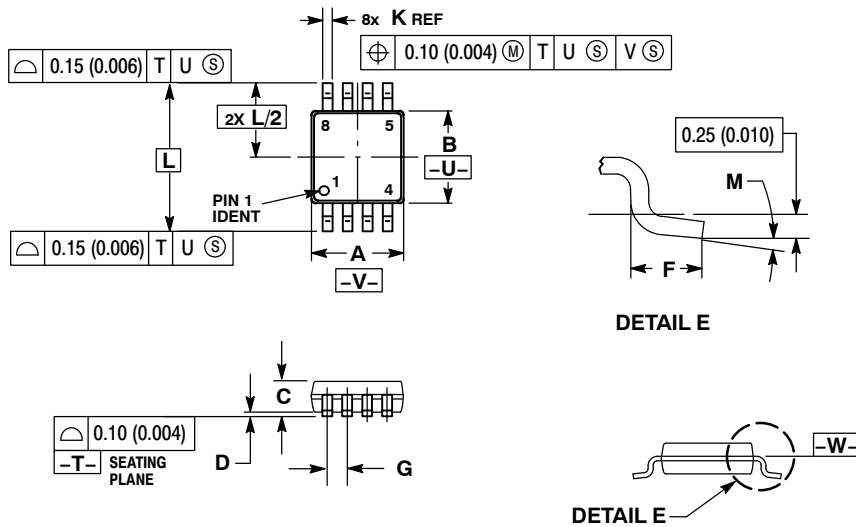 8x K REF
⌖ 0.10 (0.004) Ⓜ T U Ⓢ V Ⓢ
⌓ 0.15 (0.006) T U Ⓢ
2X L/2
8 5
B
-U-
L
0.25 (0.010)
M
PIN 1
IDENT
1
4
⌓ 0.15 (0.006) T U Ⓢ
A
-V-
F
DETAIL E
C
⌓ 0.10 (0.004)
-T- SEATING
PLANE
D
G
-W-
DETAIL E